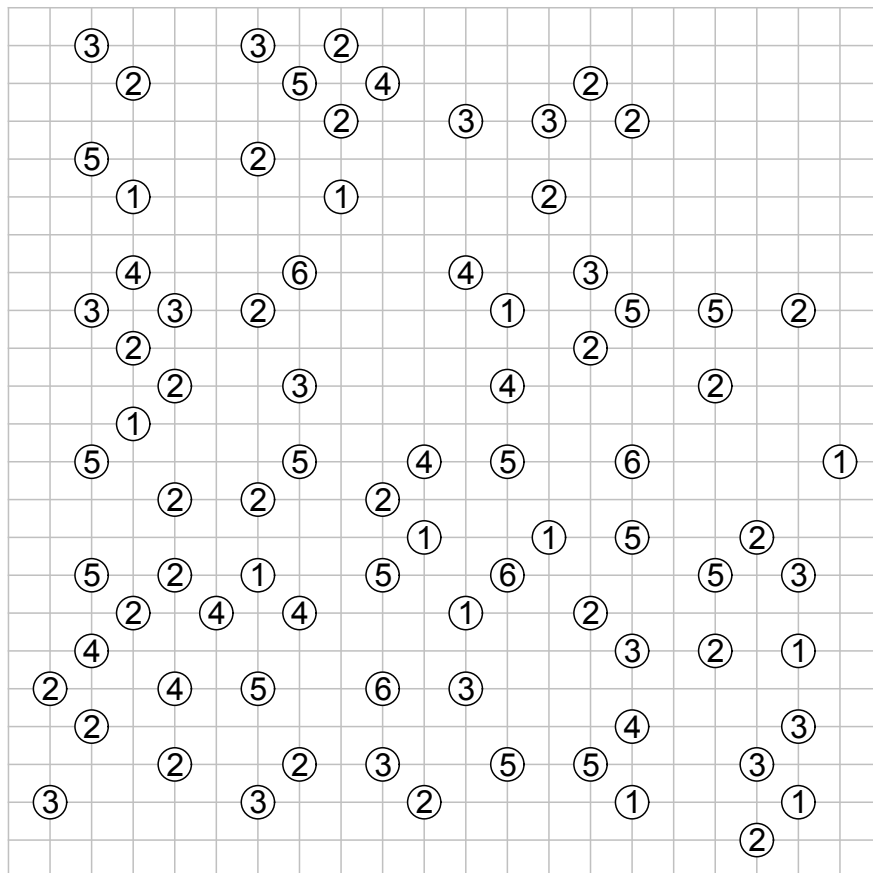 3 3 2
2 5 4 2
2 3 3 2
5 2
1 1 2
4 6 4 3
3 3 2 1 5 5 2
2 2
2 3 4 2
1
5 5 4 5 6 1
2 2 2
1 1 5 2
5 2 1 5 6 5 3
2 4 4 1 2
4 3 2 1
2 4 5 6 3
2 4 3
2 2 3 5 5 3
3 3 2 1 1
2